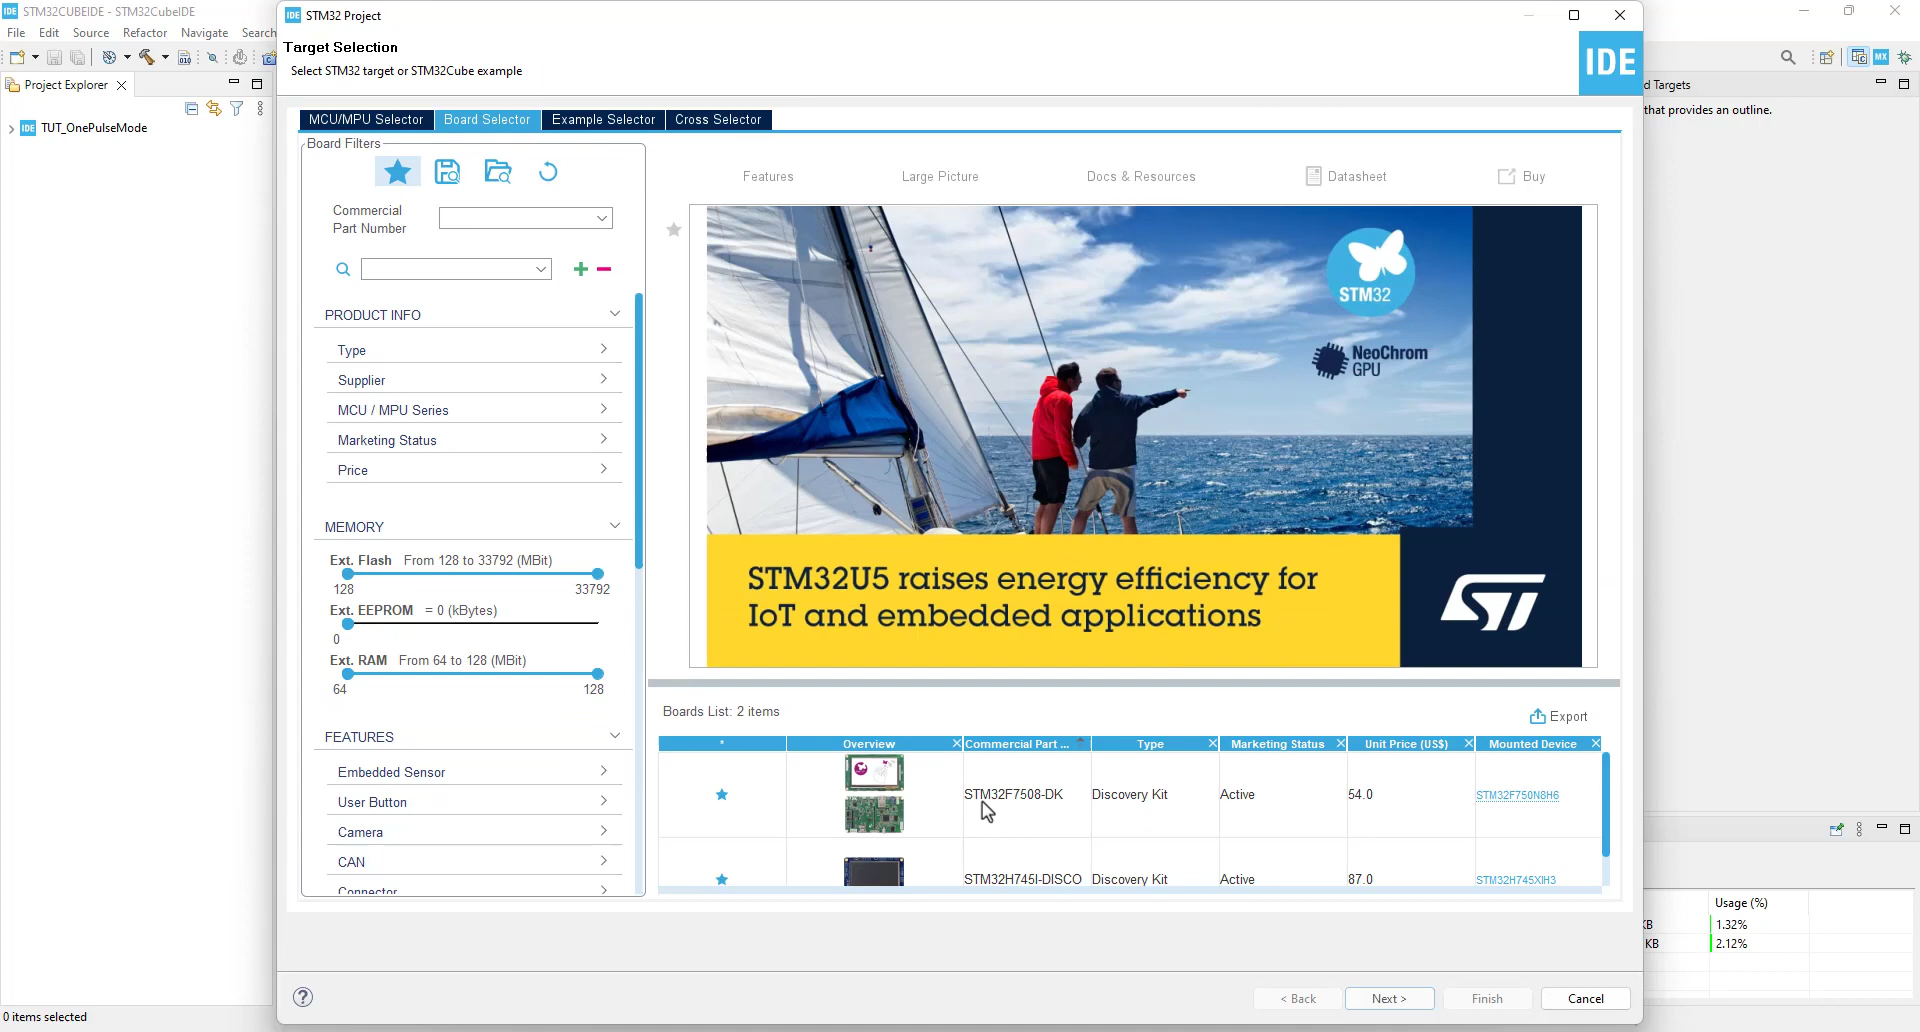 STM32CUBEIDE - STM32CubeIDE
File Edit Source Refactor Navigate Search
Project Explorer
TUT_OnePulseMode
0 items selected
STM32 Project
Target Selection
Select STM32 target or STM32Cube example
IDE
MCU/MPU Selector Board Selector Example Selector Cross Selector
Board Filters
Commercial
Part Number
PRODUCT INFO
Type
Supplier
MCU / MPU Series
Marketing Status
Price
MEMORY
Ext. Flash From 128 to 33792 (MBit)
128 33792
Ext. EEPROM = 0 (kBytes)
0
Ext. RAM From 64 to 128 (MBit)
64 128
FEATURES
Embedded Sensor
User Button
Camera
CAN
Connector
Features Large Picture Docs & Resources Datasheet Buy
STM32
NeoChrom
GPU
STM32U5 raises energy efficiency for
IoT and embedded applications
ST
Boards List: 2 items
Export
* Overview Commercial Part ... Type Marketing Status Unit Price (US$) Mounted Device
STM32F7508-DK Discovery Kit Active 54.0 STM32F750N8H6
STM32H745I-DISCO Discovery Kit Active 87.0 STM32H745XIH3
< Back Next > Finish Cancel
MX
d Targets
that provides an outline.
Usage (%)
KB 1.32%
KB 2.12%